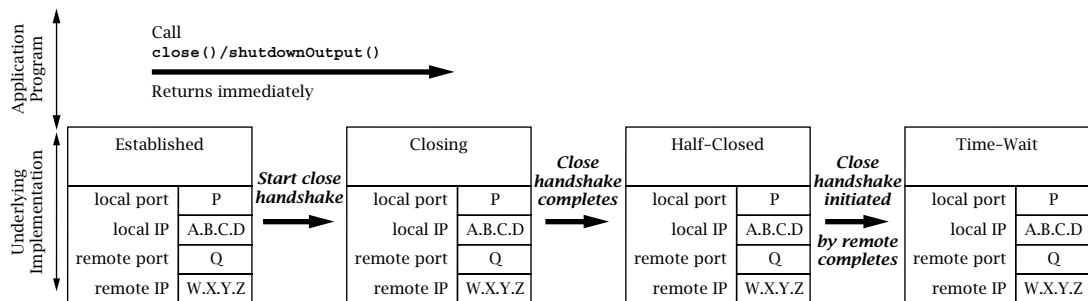 Application
Program
Call
close()/shutdownOutput()
Returns immediately
Underlying
Implementation
Established
local port P
local IP A.B.C.D
remote port Q
remote IP W.X.Y.Z
Start close
handshake
Closing
local port P
local IP A.B.C.D
remote port Q
remote IP W.X.Y.Z
Close
handshake
completes
Half-Closed
local port P
local IP A.B.C.D
remote port Q
remote IP W.X.Y.Z
Close
handshake
initiated
by remote
completes
Time-Wait
local port P
local IP A.B.C.D
remote port Q
remote IP W.X.Y.Z